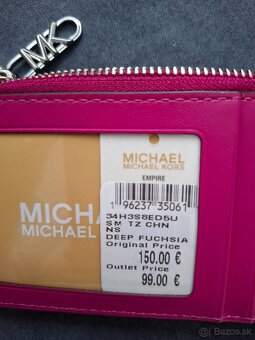 MK
MICHAEL
MICHAEL KORS
EMPIRE
1 96237 35061
34H3S8ED5U
SM TZ CHN
NS
DEEP FUCHSIA
Original Price
150.00 €
Outlet Price
99.00 €
MICH
MICHAEL
Bazos.sk